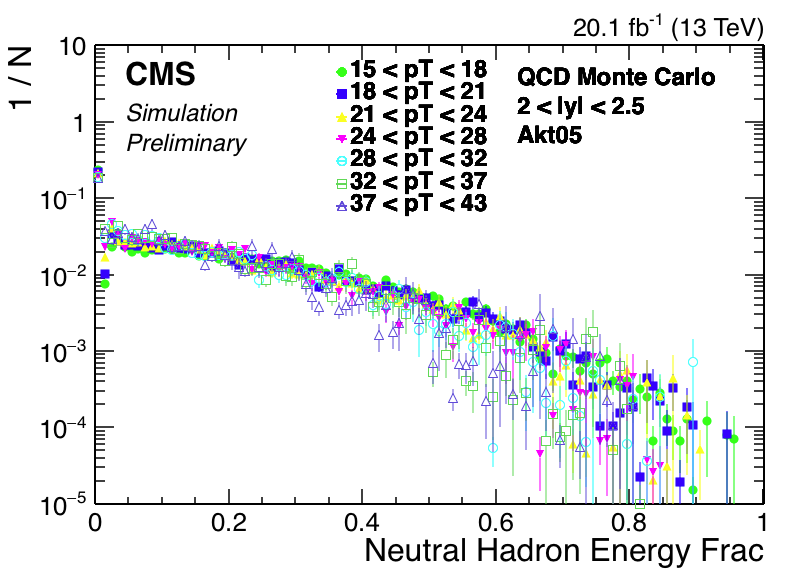 20.1 fb⁻¹ (13 TeV)
1 / N
10
1
10⁻¹
10⁻²
10⁻³
10⁻⁴
10⁻⁵
CMS
Simulation
Preliminary
15 < pT < 18
18 < pT < 21
21 < pT < 24
24 < pT < 28
28 < pT < 32
32 < pT < 37
37 < pT < 43
QCD Monte Carlo
2 < |y| < 2.5
Akt05
0 0.2 0.4 0.6 0.8 1
Neutral Hadron Energy Frac